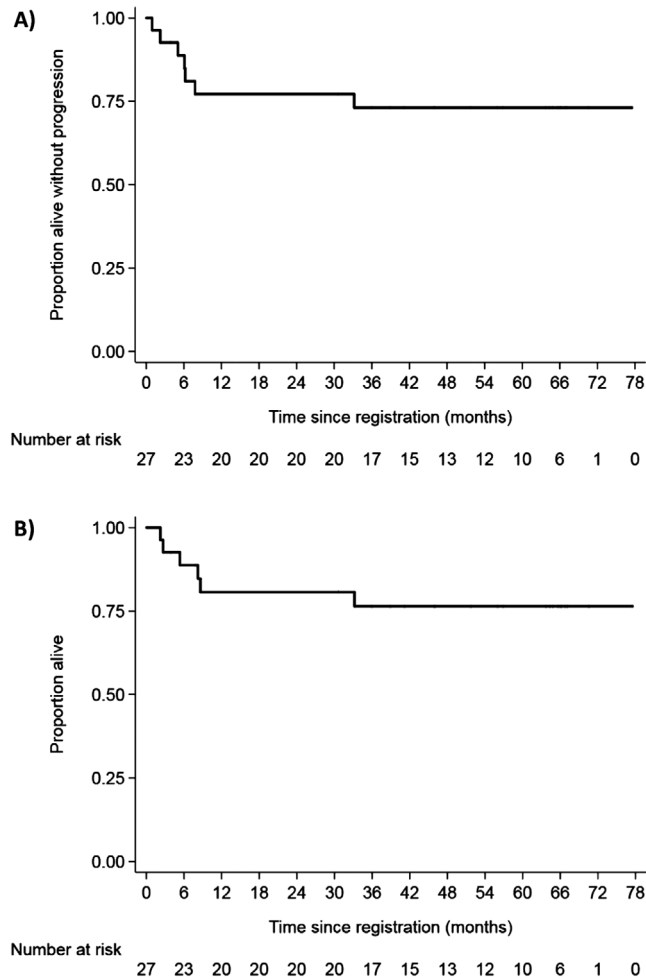 A)
Proportion alive without progression
1.00
0.75
0.50
0.25
0.00
0 6 12 18 24 30 36 42 48 54 60 66 72 78
Time since registration (months)
Number at risk
27 23 20 20 20 20 17 15 13 12 10 6 1 0
B)
Proportion alive
1.00
0.75
0.50
0.25
0.00
0 6 12 18 24 30 36 42 48 54 60 66 72 78
Time since registration (months)
Number at risk
27 23 20 20 20 20 17 15 13 12 10 6 1 0